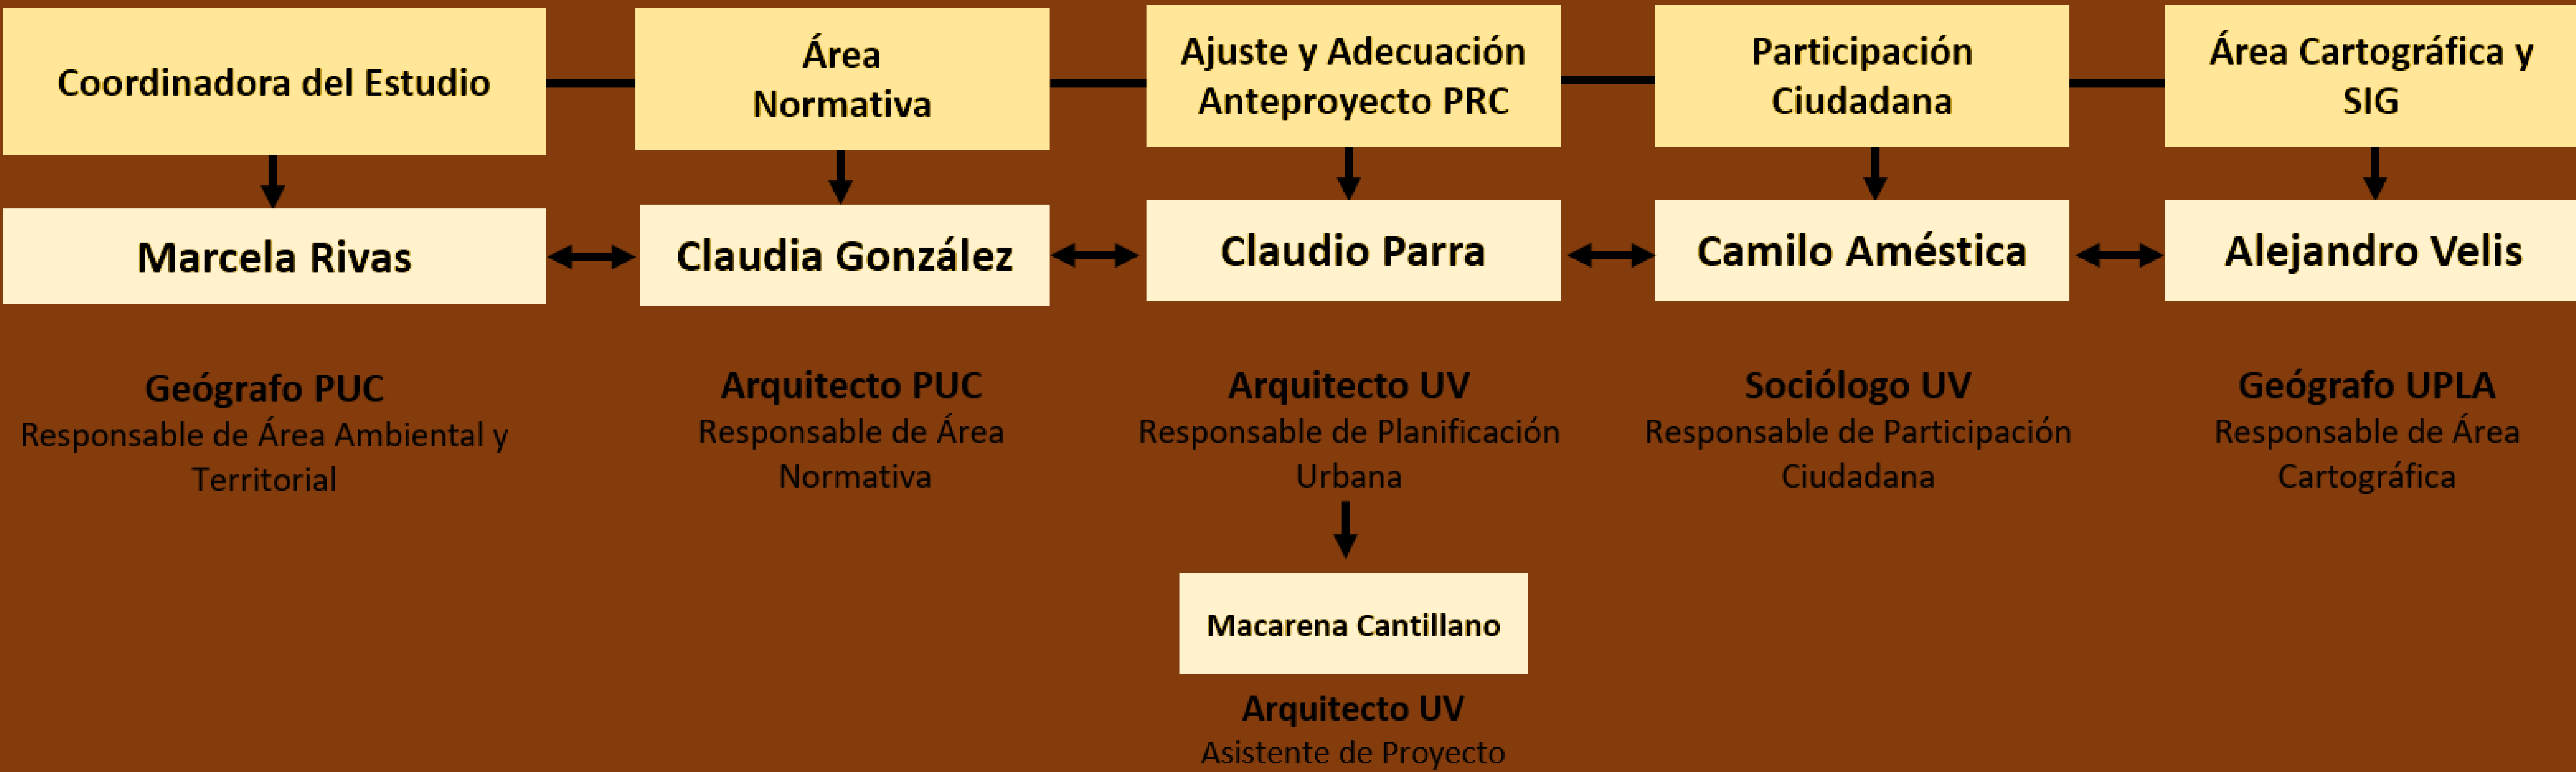 Coordinadora del Estudio
Área
Normativa
Ajuste y Adecuación
Anteproyecto PRC
Participación
Ciudadana
Área Cartográfica y
SIG
Marcela Rivas
Claudia González
Claudio Parra
Camilo Améstica
Alejandro Velis
Geógrafo PUC
Responsable de Área Ambiental y
Territorial
Arquitecto PUC
Responsable de Área
Normativa
Arquitecto UV
Responsable de Planificación
Urbana
Sociólogo UV
Responsable de Participación
Ciudadana
Geógrafo UPLA
Responsable de Área
Cartográfica
Macarena Cantillano
Arquitecto UV
Asistente de Proyecto